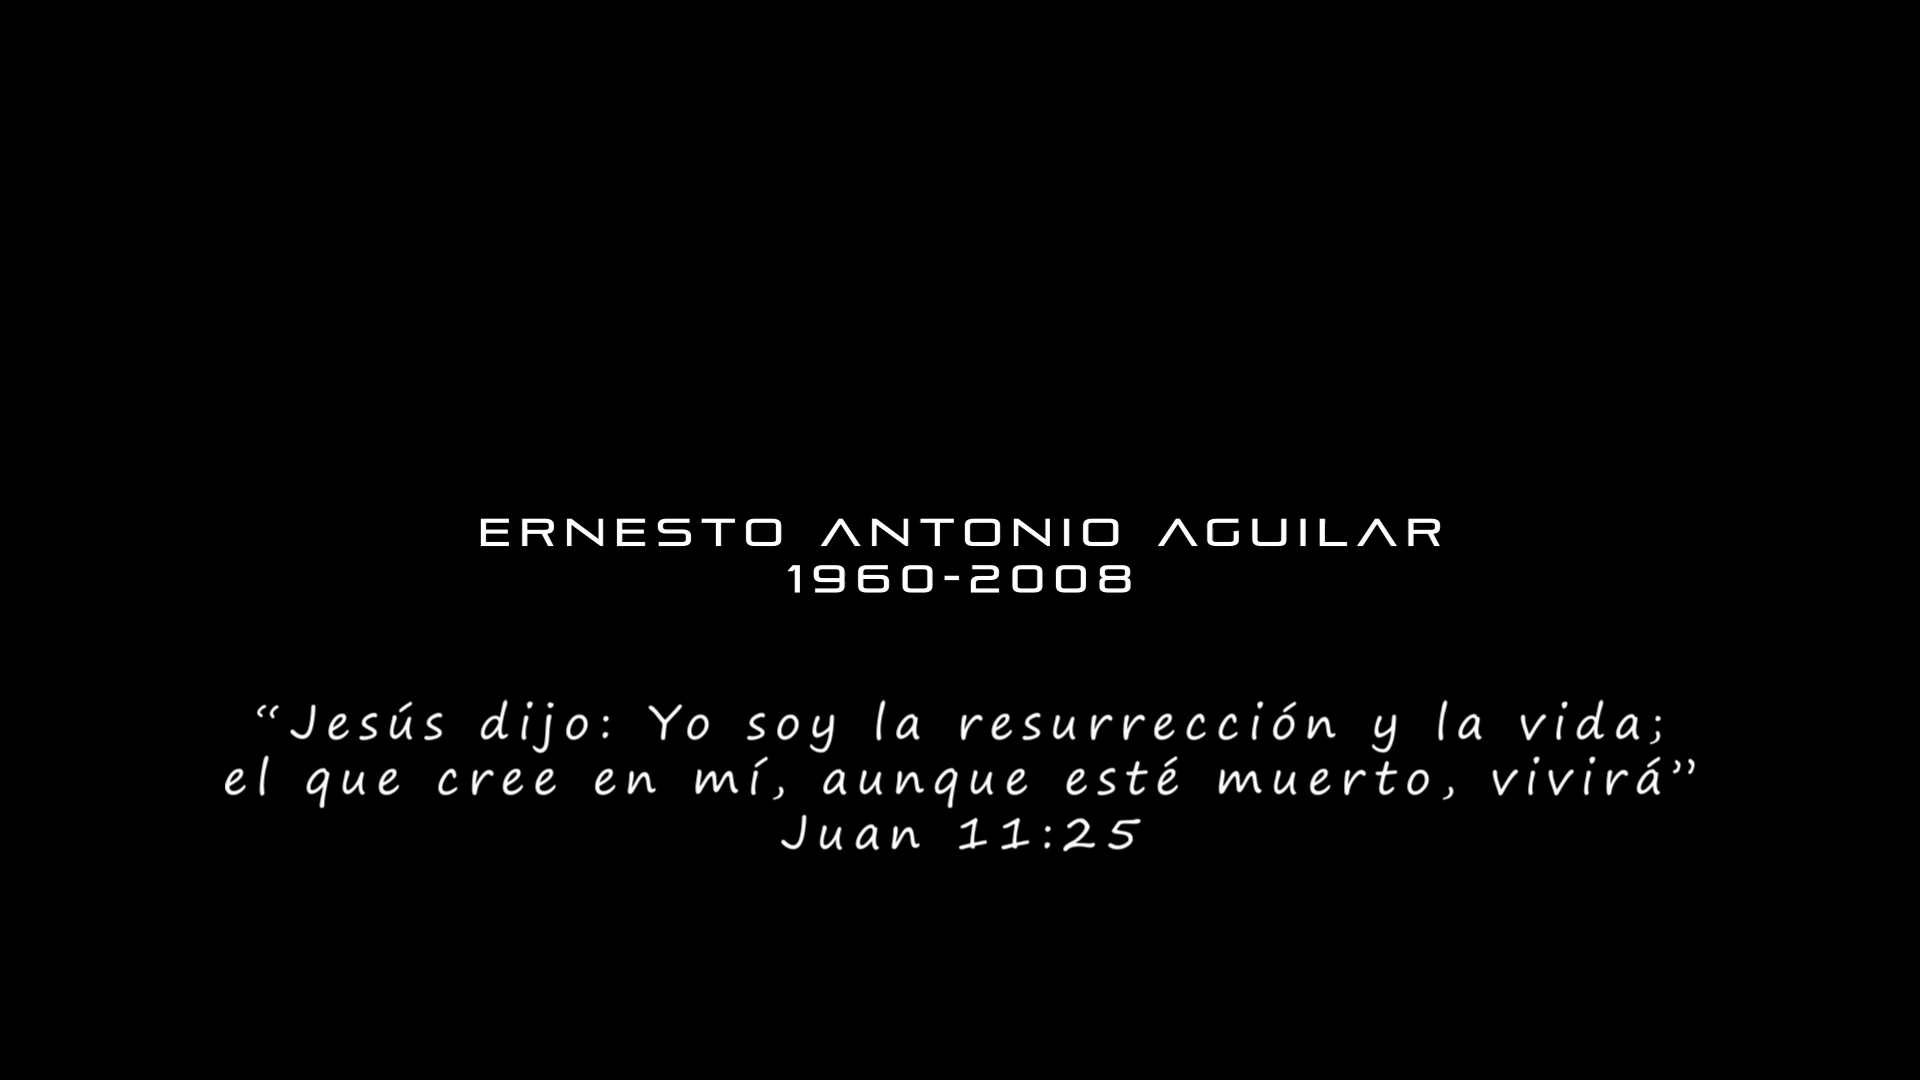 ERNESTO ANTONIO AGUILAR
1960-2008
“Jesús dijo: Yo soy la resurrección y la vida;
el que cree en mí, aunque esté muerto, vivirá”
Juan 11:25